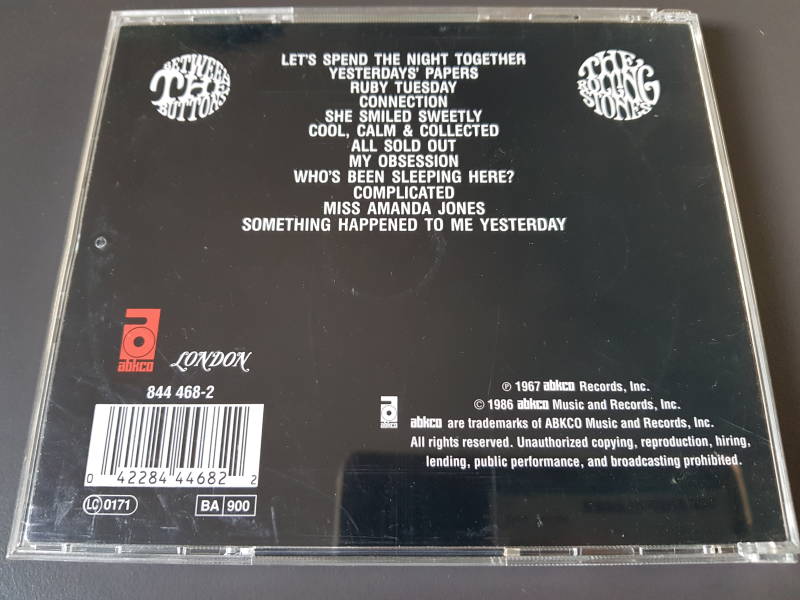 BETWEEN
THE
BUTTONS
THE
ROLLING
STONES
LET'S SPEND THE NIGHT TOGETHER
YESTERDAYS' PAPERS
RUBY TUESDAY
CONNECTION
SHE SMILED SWEETLY
COOL, CALM & COLLECTED
ALL SOLD OUT
MY OBSESSION
WHO'S BEEN SLEEPING HERE?
COMPLICATED
MISS AMANDA JONES
SOMETHING HAPPENED TO ME YESTERDAY
abkco
LONDON
844 468-2
0 42284 44682 2
LC 0171
BA 900
℗ 1967 abkco Records, Inc.
© 1986 abkco Music and Records, Inc.
abkco
abkco are trademarks of ABKCO Music and Records, Inc.
All rights reserved. Unauthorized copying, reproduction, hiring,
lending, public performance, and broadcasting prohibited.